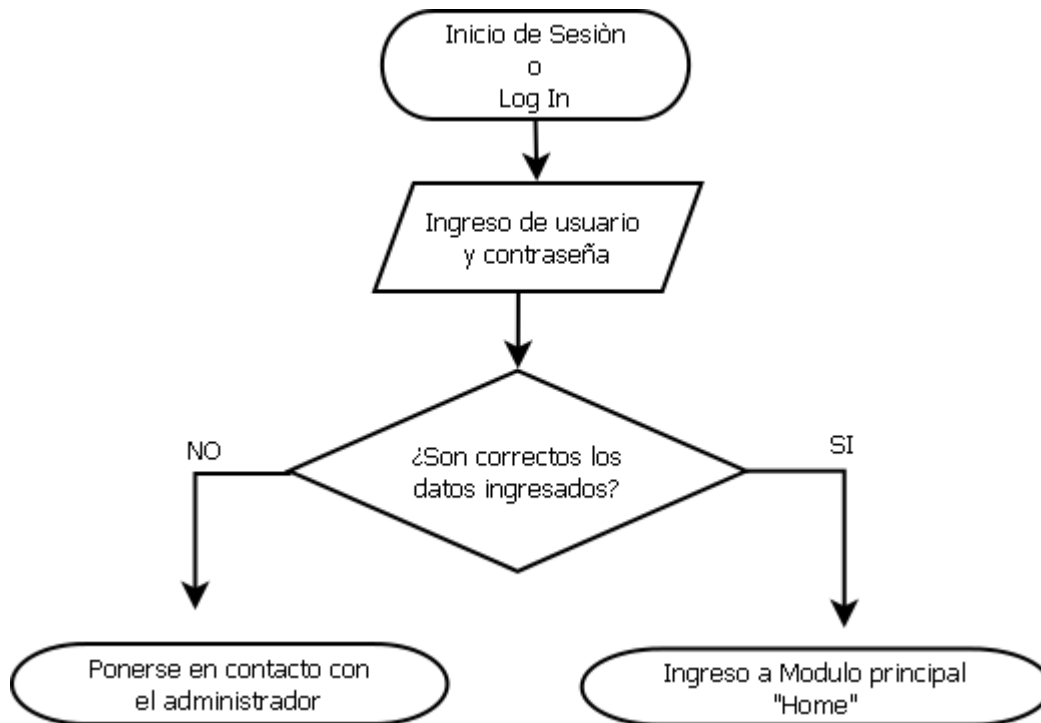 Inicio de Sesiòn
o
Log In
Ingreso de usuario
y contraseña
¿Son correctos los
datos ingresados?
NO
SI
Ponerse en contacto con
el administrador
Ingreso a Modulo principal
"Home"